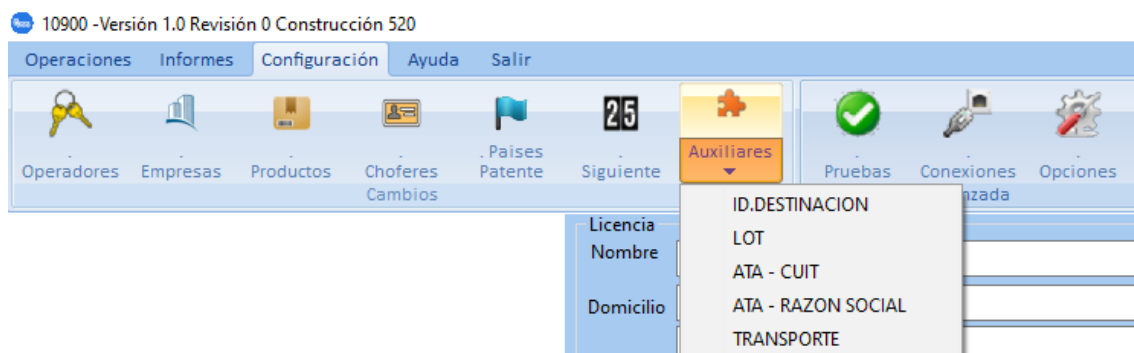 10900 -Versión 1.0 Revisión 0 Construcción 520
Operaciones Informes Configuración Ayuda Salir
25
Operadores Empresas Productos Choferes . Paises Patente Siguiente Auxiliares Pruebas Conexiones Opciones
Cambios nzada
ID.DESTINACION
LOT
ATA - CUIT
ATA - RAZON SOCIAL
TRANSPORTE
Licencia
Nombre
Domicilio